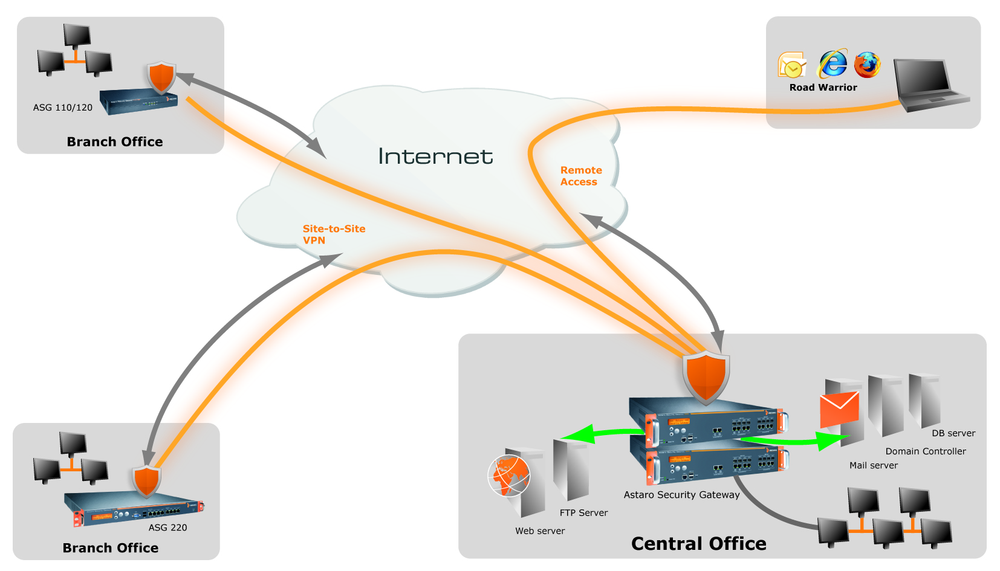 ASG 110/120
Branch Office
Road Warrior
Internet
Remote
Access
Site-to-Site
VPN
ASG 220
Branch Office
DB server
Domain Controller
Mail server
Astaro Security Gateway
FTP Server
Web server
Central Office